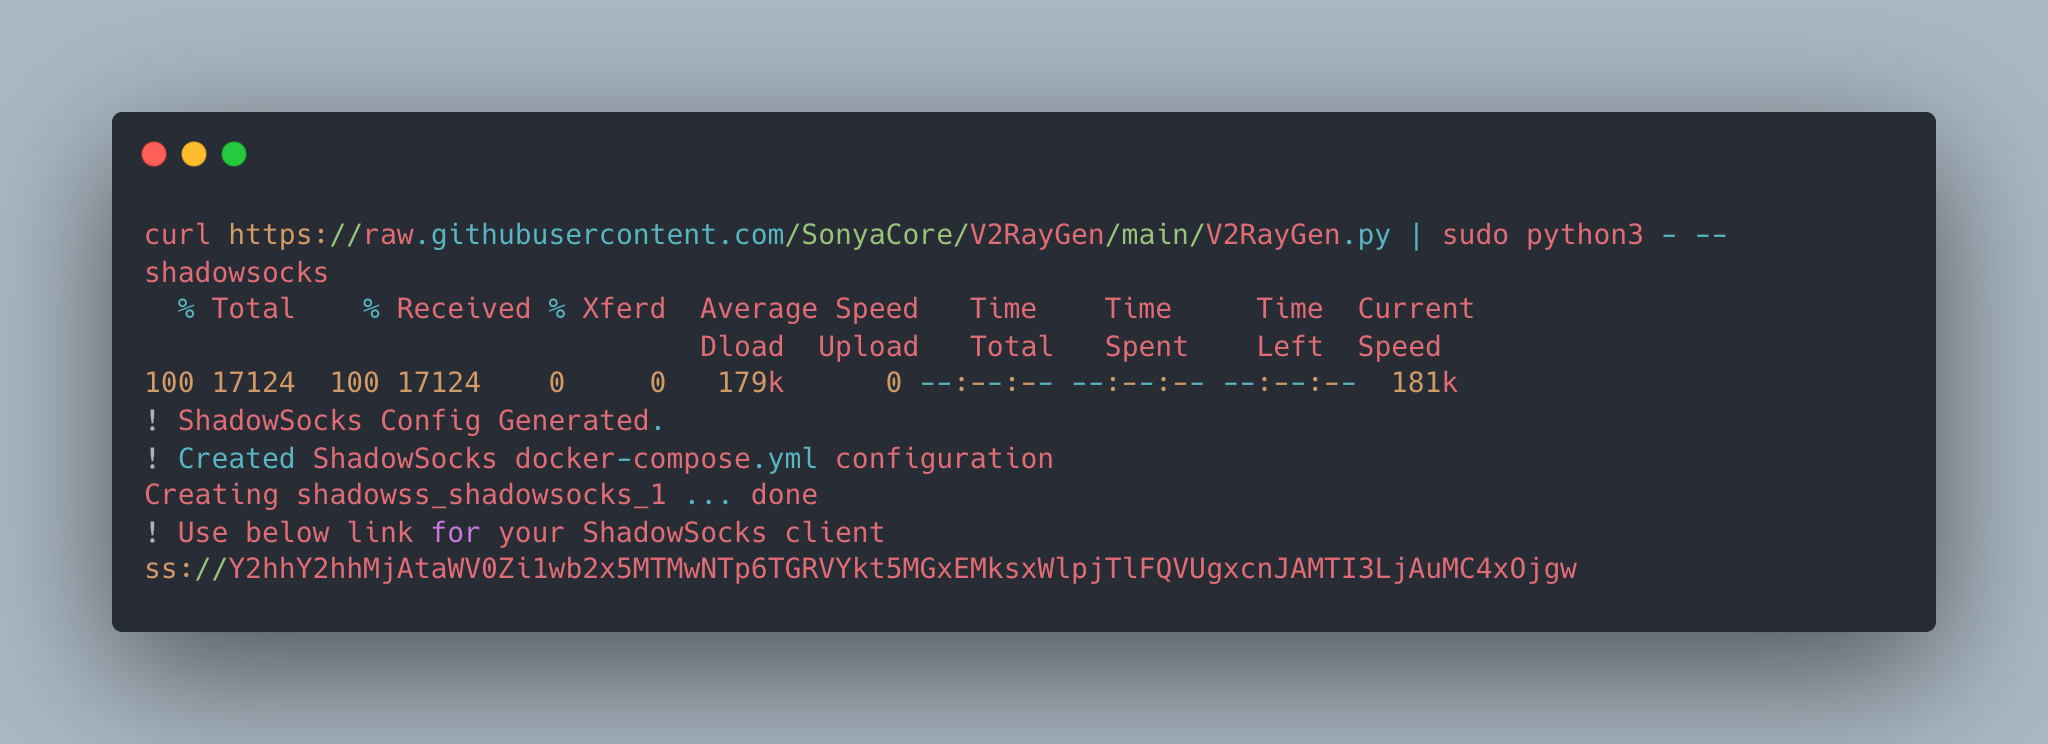 curl https://raw.githubusercontent.com/SonyaCore/V2RayGen/main/V2RayGen.py | sudo python3 - --
shadowsocks
  % Total    % Received % Xferd  Average Speed   Time    Time     Time  Current
                                 Dload  Upload   Total   Spent    Left  Speed
100 17124  100 17124    0     0   179k      0 --:--:-- --:--:-- --:--:--  181k
! ShadowSocks Config Generated.
! Created ShadowSocks docker-compose.yml configuration
Creating shadowss_shadowsocks_1 ... done
! Use below link for your ShadowSocks client
ss://Y2hhY2hhMjAtaWV0Zi1wb2x5MTMwNTp6TGRVYkt5MGxEMksxWlpjTlFQVUgxcnJAMTI3LjAuMC4xOjgw